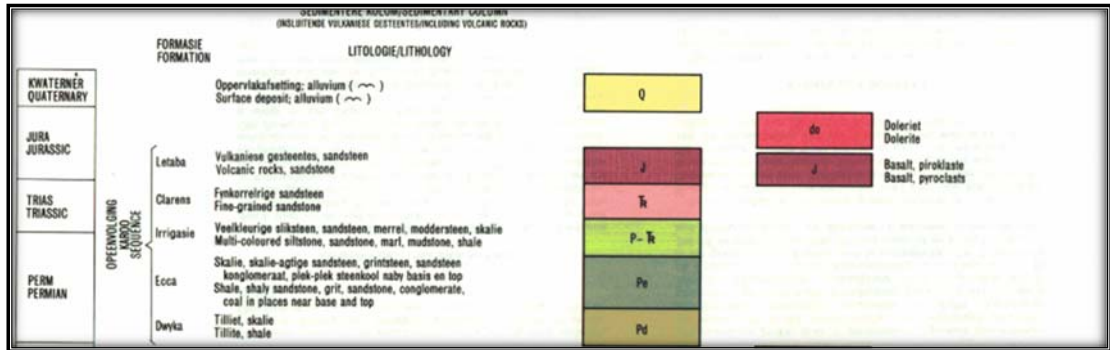 SEDIMENTÊRE KOLOM/SEDIMENTARY COLUMN
(INSLUITENDE VULKANIESE GESTEENTES/INCLUDING VOLCANIC ROCKS)
FORMASIE
FORMATION
LITOLOGIE/LITHOLOGY
KWATERNÊR
QUATERNARY
Oppervlakafsetting; alluvium ( )
Surface deposit; alluvium ( )
Q
JURA
JURASSIC
do
Doleriet
Dolerite
Letaba
Vulkaniese gesteentes, sandsteen
Volcanic rocks, sandstone
J
J
Basalt, piroklaste
Basalt, pyroclasts
TRIAS
TRIASSIC
Clarens
Fynkorrelrige sandsteen
Fine-grained sandstone
Ƭ
OPEENVOLGING
KAROO
SEQUENCE
Irrigasie
Veelkleurige sliksteen, sandsteen, merrel, moddersteen, skalie
Multi-coloured siltstone, sandstone, marl, mudstone, shale
P-Ƭ
PERM
PERMIAN
Ecca
Skalie, skalie-agtige sandsteen, grintsteen, sandsteen
konglomeraat, plek-plek steenkool naby basis en top
Shale, shaly sandstone, grit, sandstone, conglomerate,
coal in places near base and top
Pe
Dwyka
Tilliet, skalie
Tillite, shale
Pd